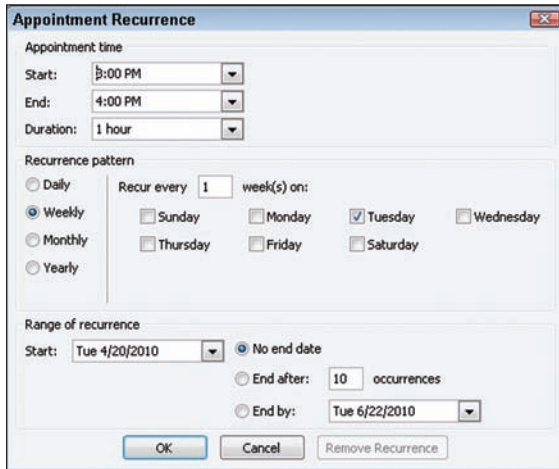 Appointment Recurrence
Appointment time
Start: 3:00 PM
End: 4:00 PM
Duration: 1 hour
Recurrence pattern
Daily
Recur every 1 week(s) on:
Weekly
Sunday Monday Tuesday Wednesday
Monthly
Thursday Friday Saturday
Yearly
Range of recurrence
Start: Tue 4/20/2010 No end date
End after: 10 occurrences
End by: Tue 6/22/2010
OK Cancel Remove Recurrence